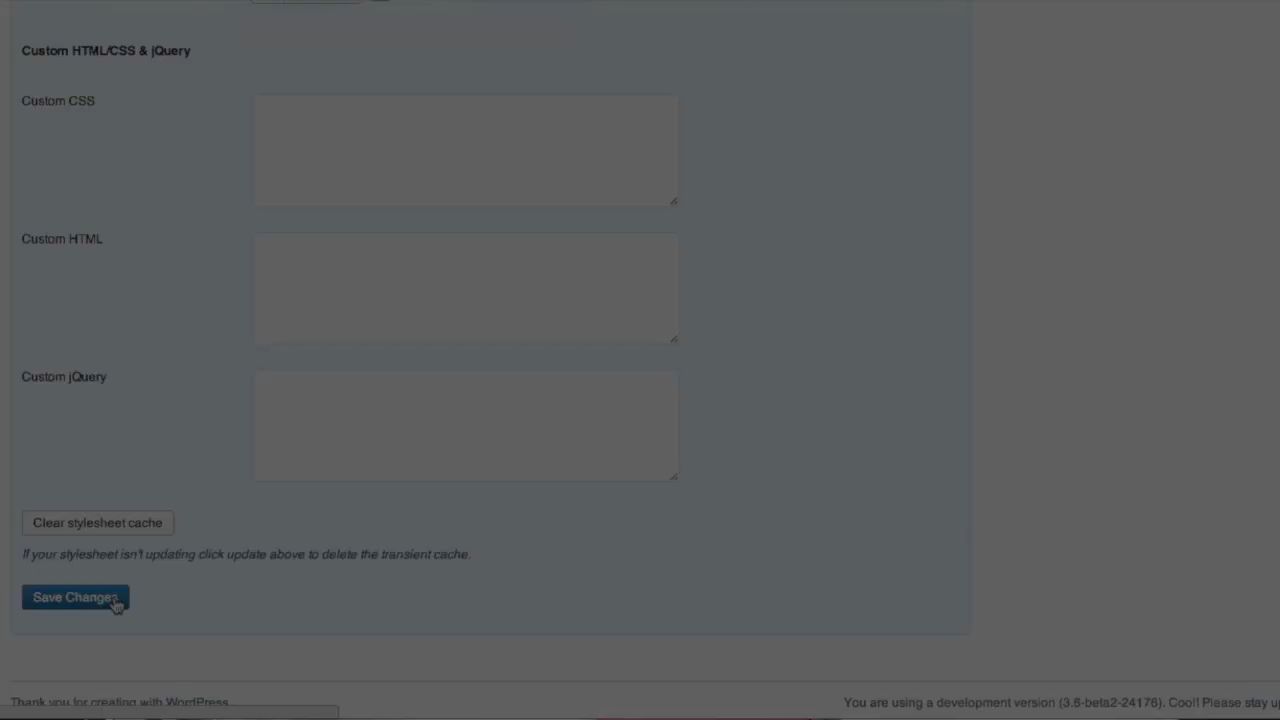 Custom HTML/CSS & jQuery
Custom CSS
Custom HTML
Custom jQuery
Clear stylesheet cache
If your stylesheet isn't updating click update above to delete the transient cache.
Save Changes
Thank you for creating with WordPress.
You are using a development version (3.6-beta2-24176). Cool! Please stay u